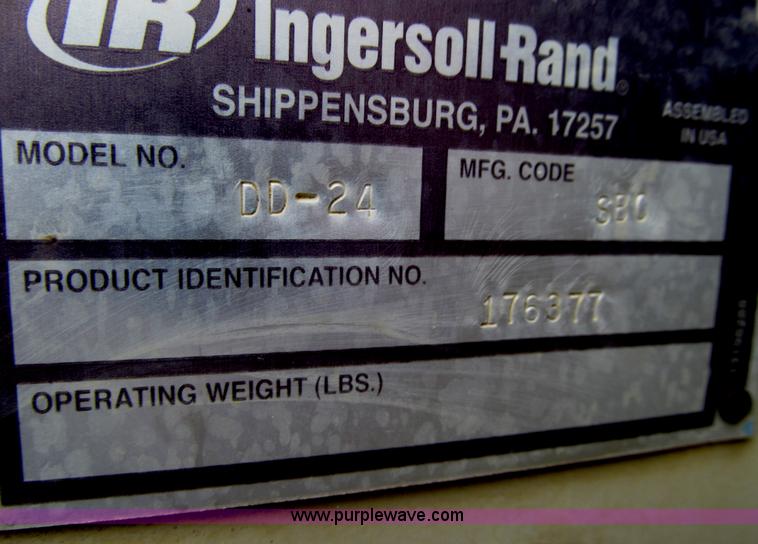 IR Ingersoll-Rand®
SHIPPENSBURG, PA. 17257
ASSEMBLED
IN USA
MODEL NO.
DD-24
MFG. CODE
SBC
PRODUCT IDENTIFICATION NO.
176377
OPERATING WEIGHT (LBS.)
www.purplewave.com